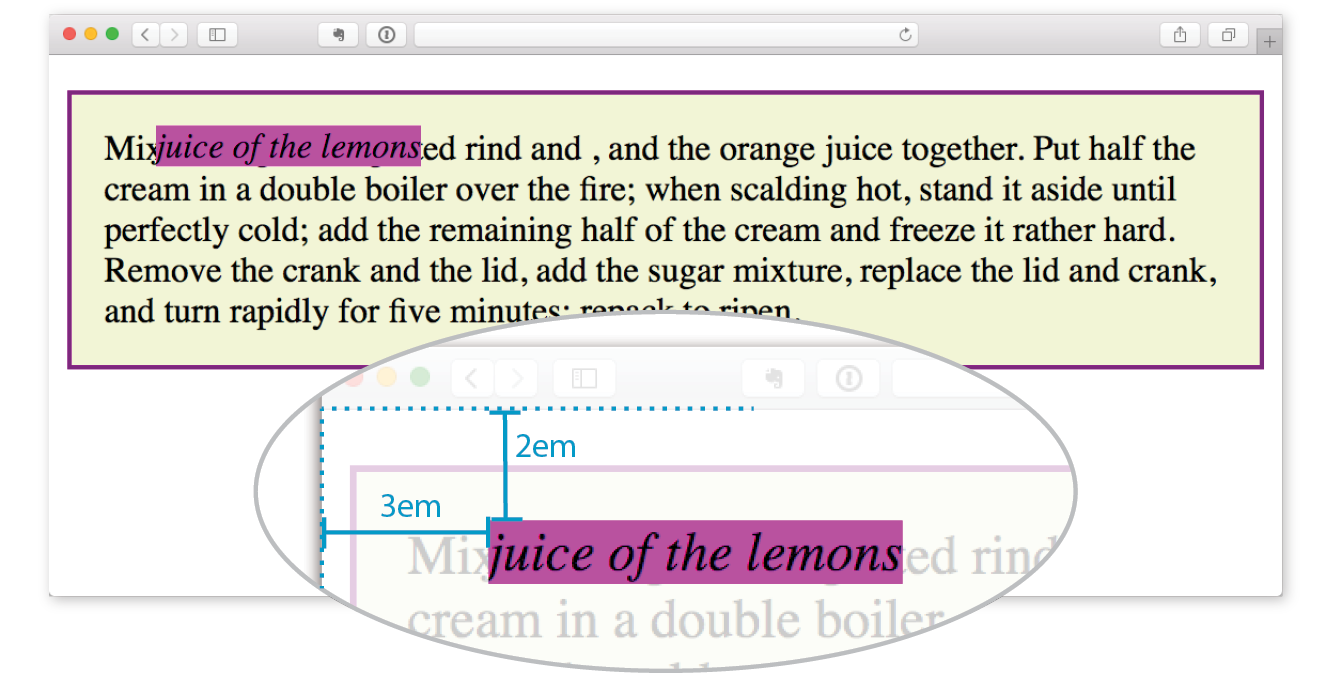 Mix juice of the lemons ted rind and , and the orange juice together. Put half the
cream in a double boiler over the fire; when scalding hot, stand it aside until
perfectly cold; add the remaining half of the cream and freeze it rather hard.
Remove the crank and the lid, add the sugar mixture, replace the lid and crank,
and turn rapidly for five minutes; repack to ripen.
2em
3em
Mix juice of the lemons ted rind
cream in a double boiler